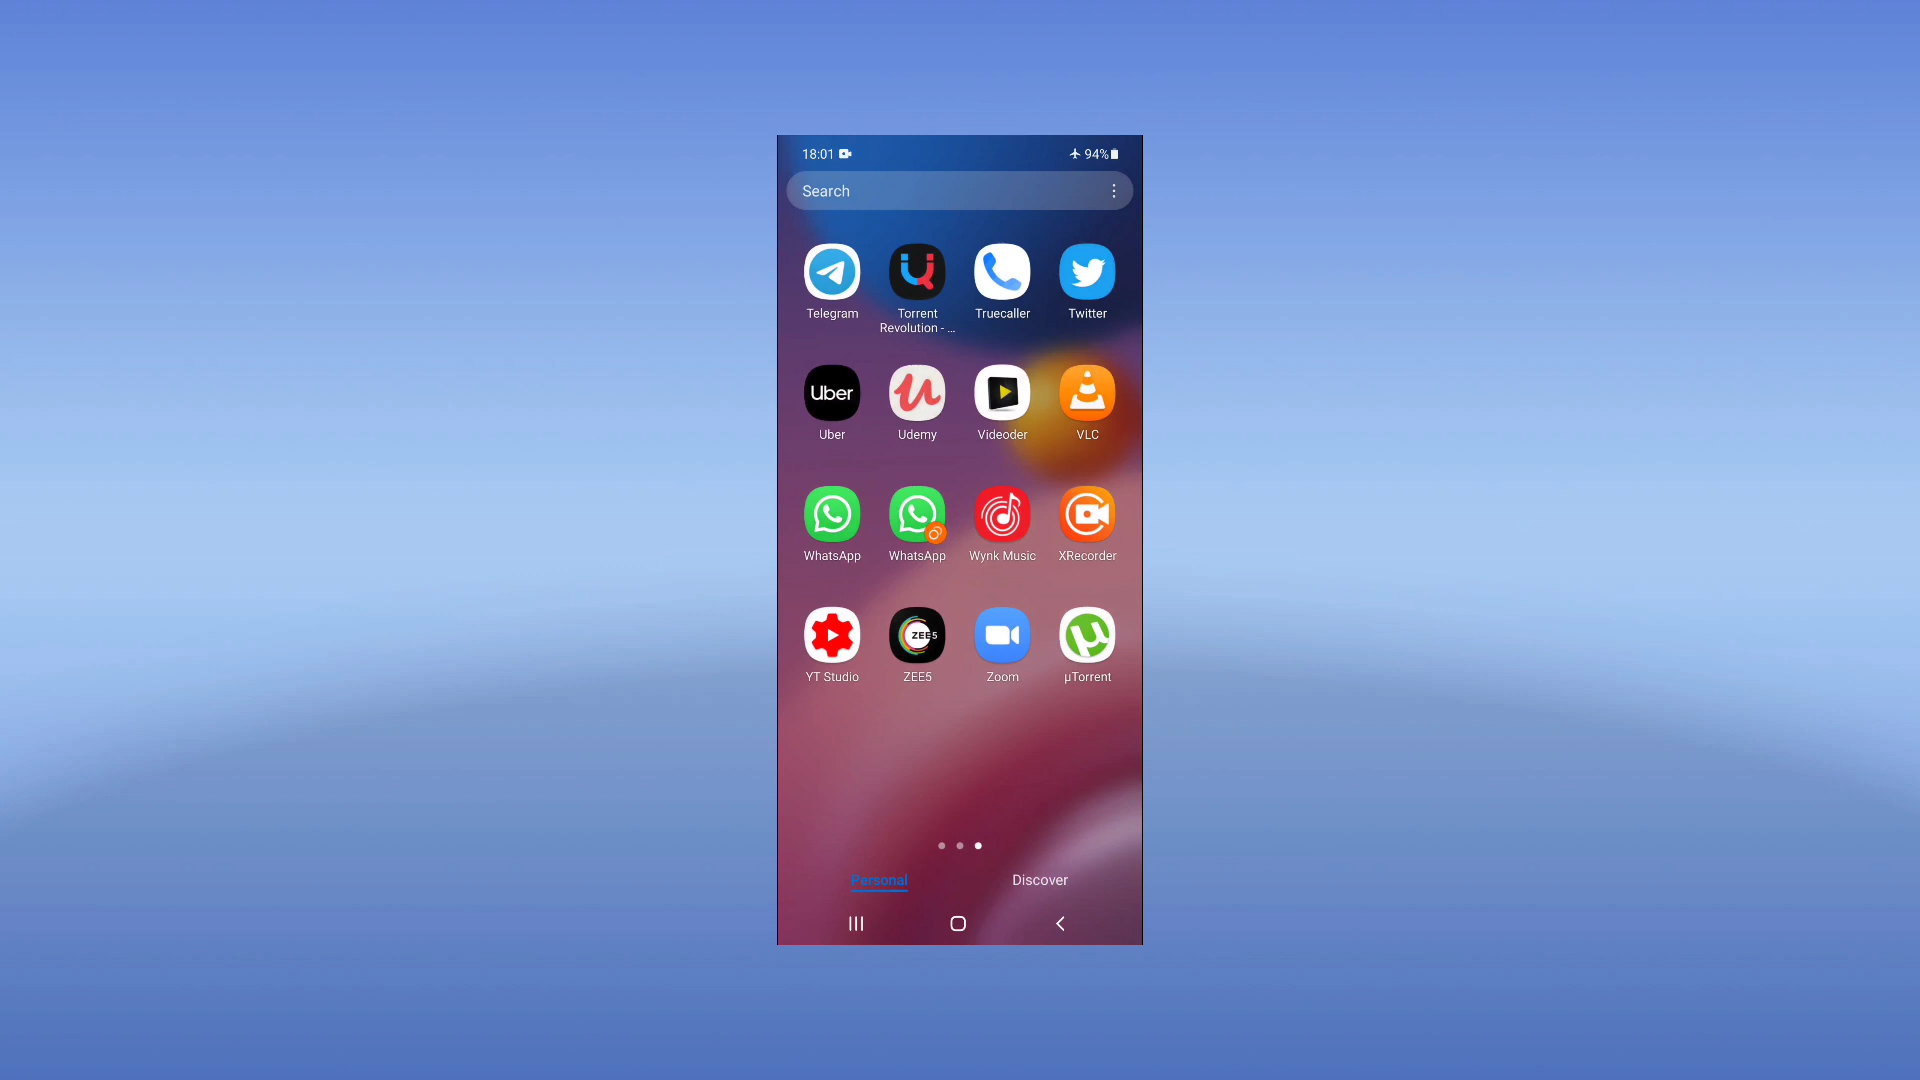 18:01
94%
Search
Telegram
Torrent
Revolution - ...
Truecaller
Twitter
Uber
Uber
Udemy
Videoder
VLC
WhatsApp
WhatsApp
Wynk Music
XRecorder
ZEE5
YT Studio
ZEE5
Zoom
µTorrent
Personal
Discover